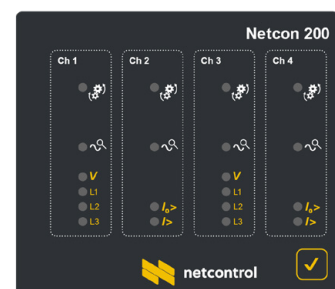 Netcon 200
Ch 1 Ch 2 Ch 3 Ch 4
V V
L1 L1
L2 I₀> L2 I₀>
L3 I> L3 I>
netcontrol